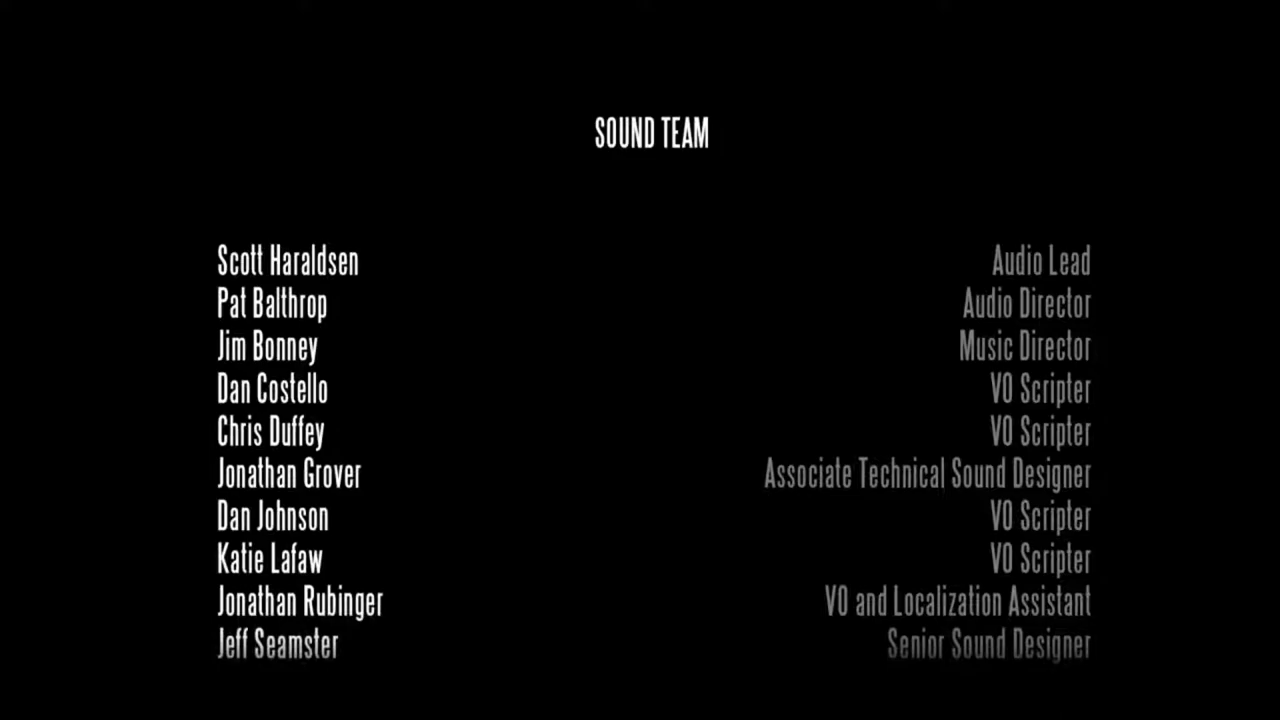 SOUND TEAM
Scott Haraldsen Audio Lead
Pat Balthrop Audio Director
Jim Bonney Music Director
Dan Costello VO Scripter
Chris Duffey VO Scripter
Jonathan Grover Associate Technical Sound Designer
Dan Johnson VO Scripter
Katie Lafaw VO Scripter
Jonathan Rubinger VO and Localization Assistant
Jeff Seamster Senior Sound Designer